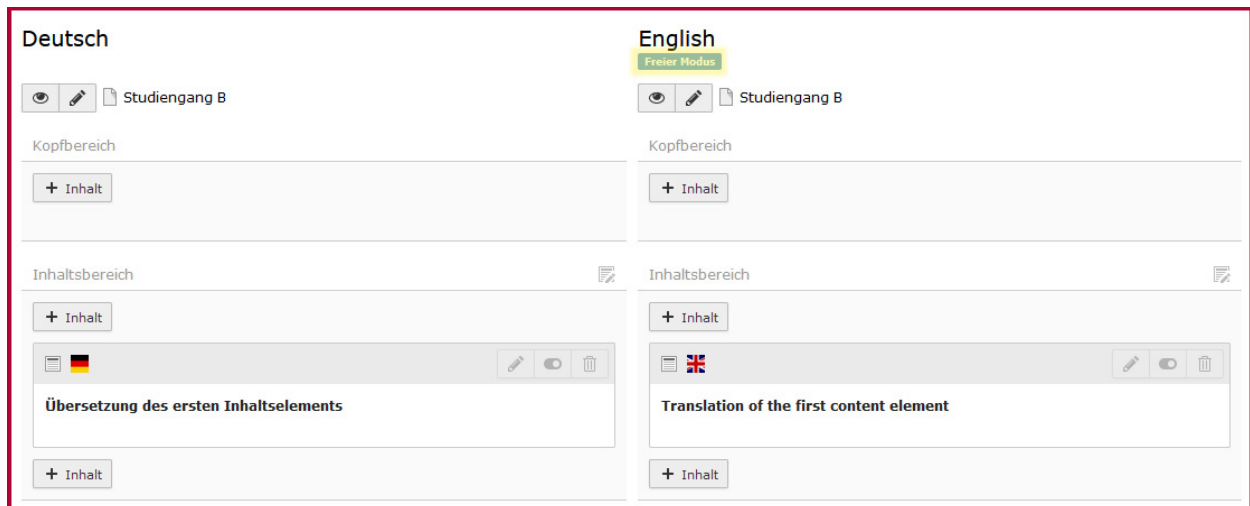 Deutsch
Studiengang B
Kopfbereich
+ Inhalt
Inhaltsbereich
+ Inhalt
Übersetzung des ersten Inhaltselements
+ Inhalt
English
Freier Modus
Studiengang B
Kopfbereich
+ Inhalt
Inhaltsbereich
+ Inhalt
Translation of the first content element
+ Inhalt